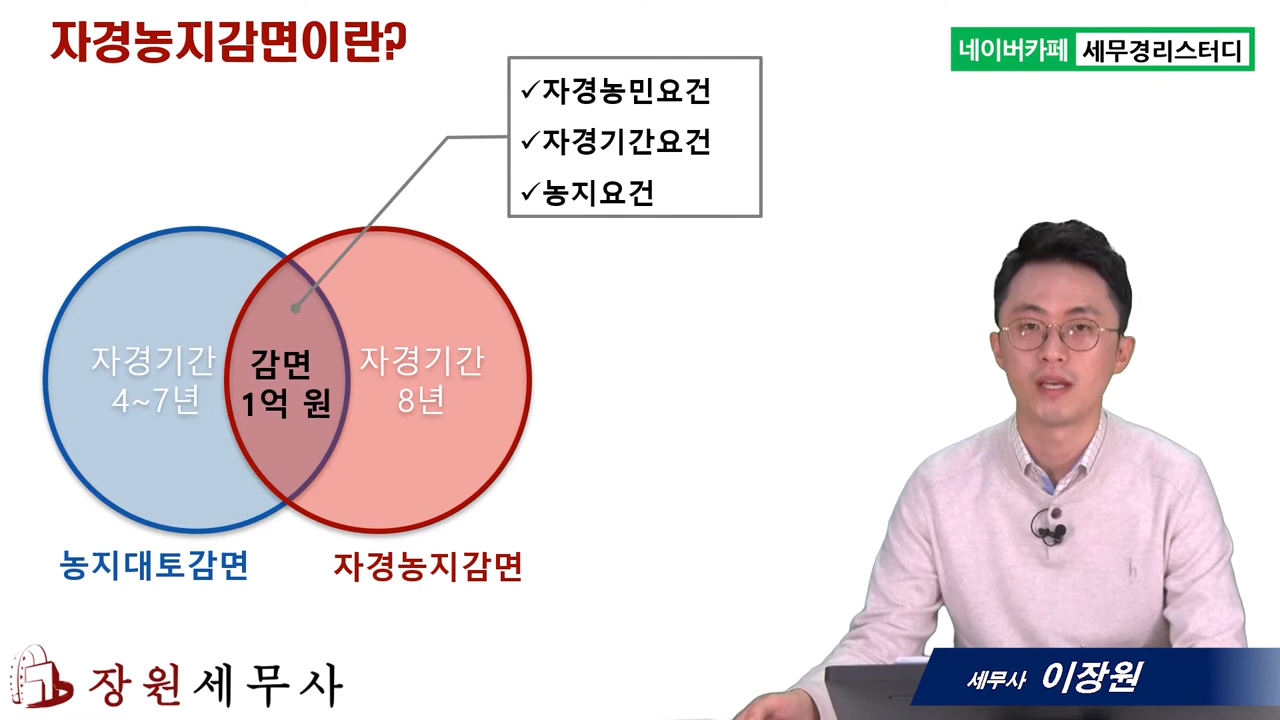 자경농지감면이란?
네이버카페 세무경리스터디
✓자경농민요건
✓자경기간요건
✓농지요건
자경기간
4~7년
감면
1억 원
자경기간
8년
농지대토감면
자경농지감면
장원세무사
세무사 이장원